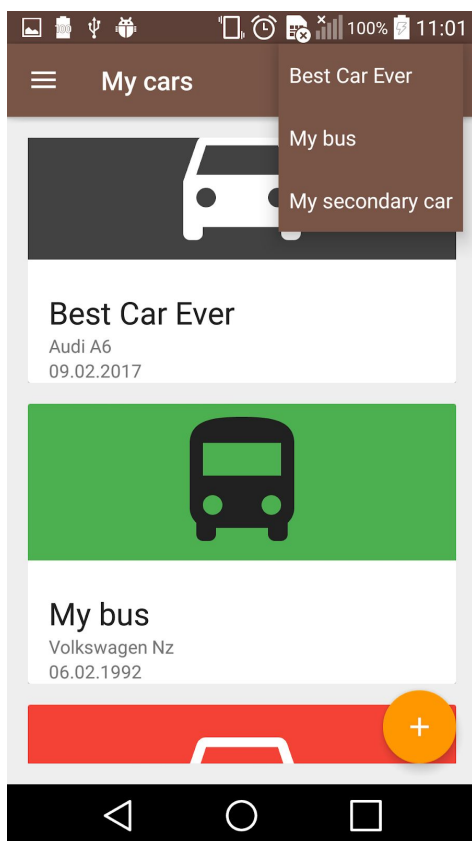 100% 11:01
My cars
Best Car Ever
My bus
My secondary car
Best Car Ever
Audi A6
09.02.2017
My bus
Volkswagen Nz
06.02.1992